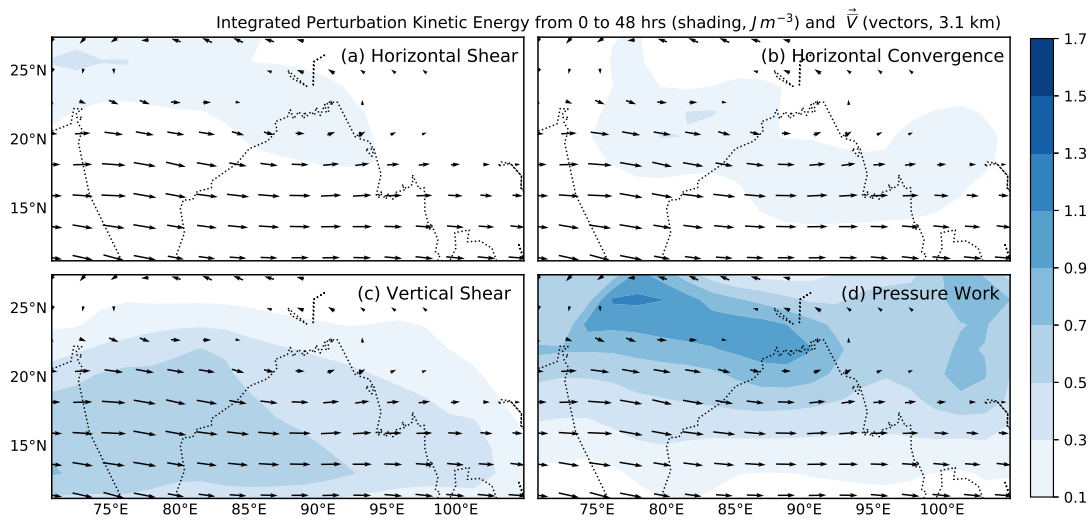 Integrated Perturbation Kinetic Energy from 0 to 48 hrs (shading, J m⁻³) and V⃗̅ (vectors, 3.1 km)
(a) Horizontal Shear
(b) Horizontal Convergence
25°N
20°N
15°N
(c) Vertical Shear
(d) Pressure Work
25°N
20°N
15°N
75°E 80°E 85°E 90°E 95°E 100°E
75°E 80°E 85°E 90°E 95°E 100°E
1.7
1.5
1.3
1.1
0.9
0.7
0.5
0.3
0.1